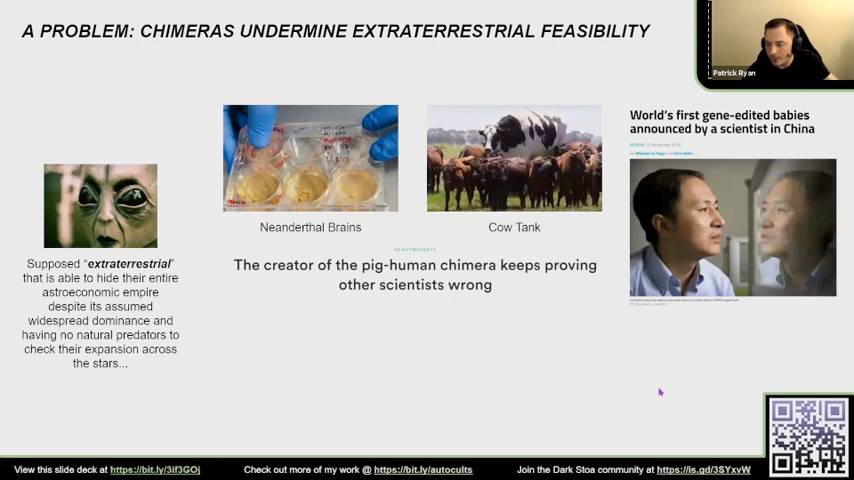 A PROBLEM: CHIMERAS UNDERMINE EXTRATERRESTRIAL FEASIBILITY
Patrick Ryan
World's first gene-edited babies
announced by a scientist in China
Neanderthal Brains
Cow Tank
HEAVYWEIGHTS
The creator of the pig-human chimera keeps proving
other scientists wrong
Supposed "extraterrestrial"
that is able to hide their entire
astroeconomic empire
despite its assumed
widespread dominance and
having no natural predators to
check their expansion across
the stars...
View this slide deck at https://bit.ly/3if3GOj
Check out more of my work @ https://bit.ly/autocults
Join the Dark Stoa community at https://is.gd/3SYxvW